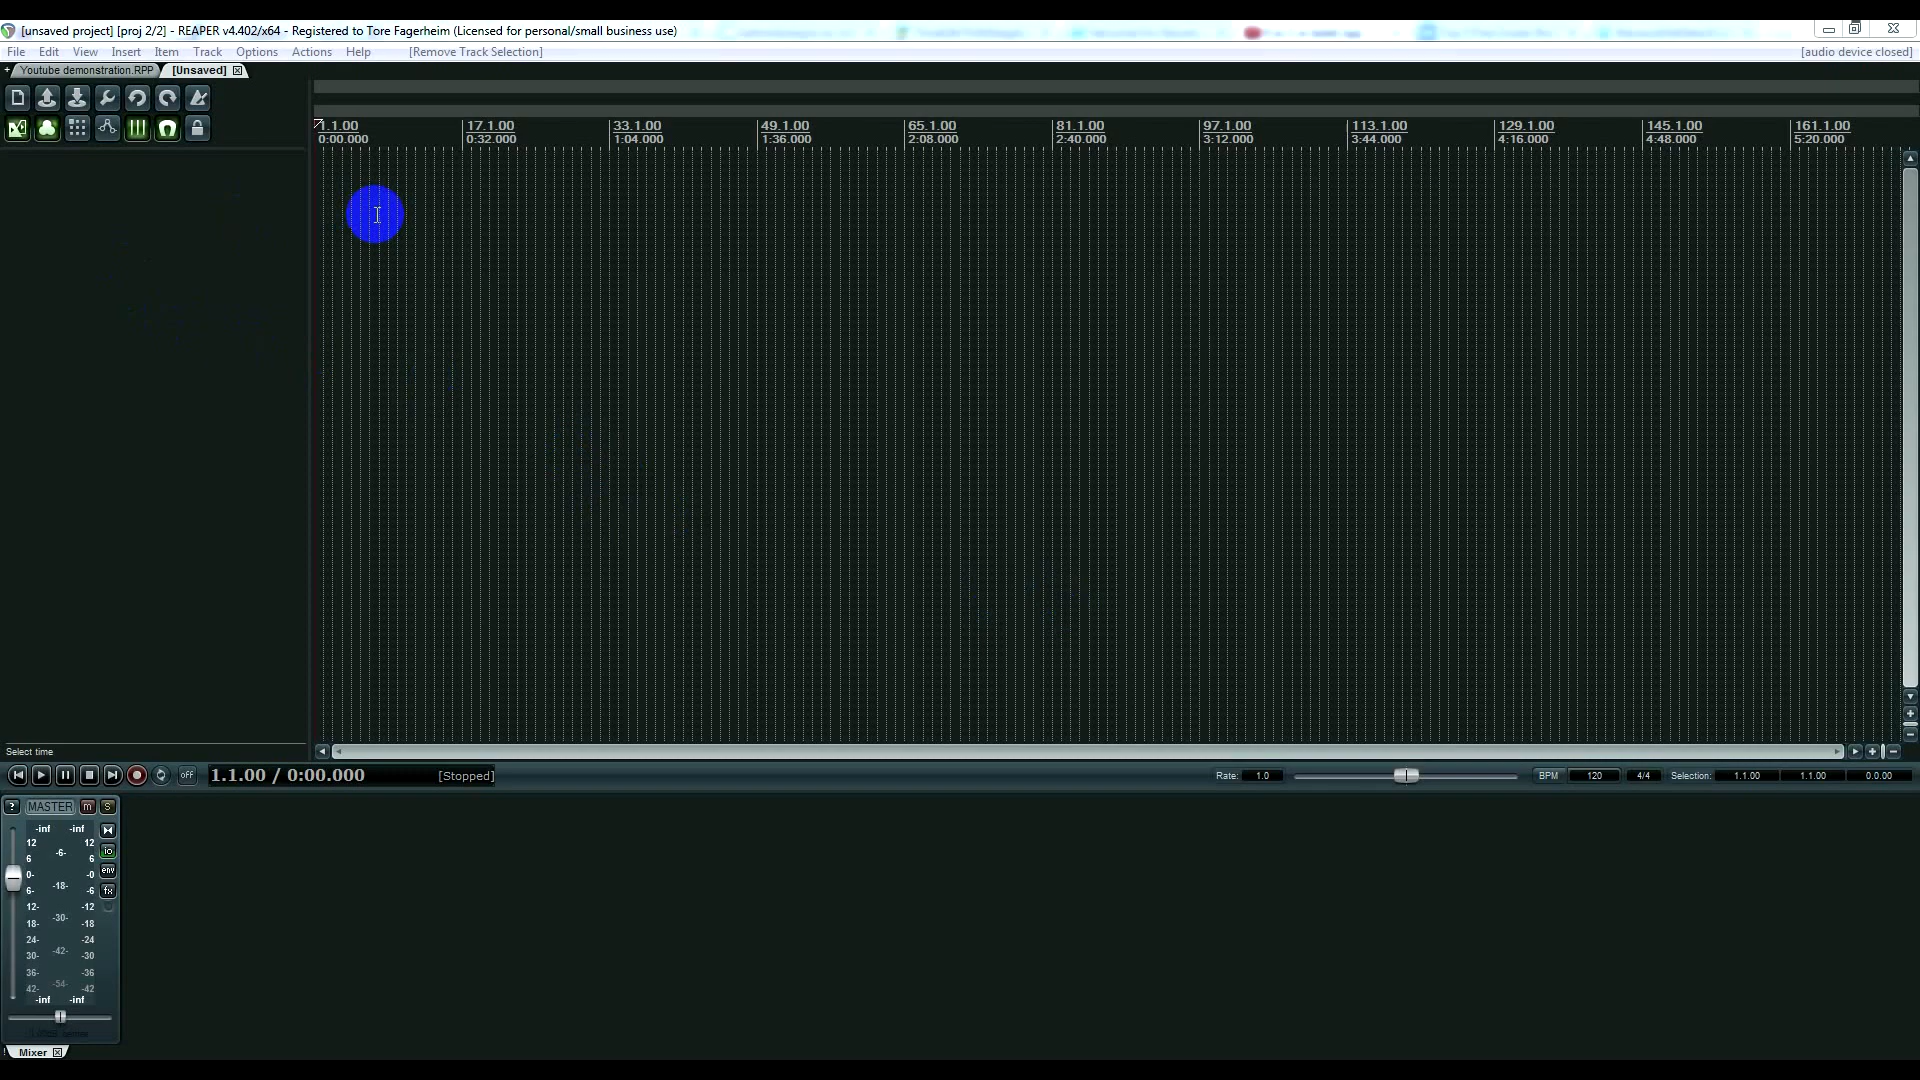 [unsaved project] [proj 2/2] - REAPER v4.402/x64 - Registered to Tore Fagerheim (Licensed for personal/small business use)
File Edit View Insert Item Track Options Actions Help [Remove Track Selection] [audio device closed]
Youtube demonstration.RPP [Unsaved]
1.1.00 17.1.00 33.1.00 49.1.00 65.1.00 81.1.00 97.1.00 113.1.00 129.1.00 145.1.00 161.1.00
0:00.000 0:32.000 1:04.000 1:36.000 2:08.000 2:40.000 3:12.000 3:44.000 4:16.000 4:48.000 5:20.000
Select time
off 1.1.00 / 0:00.000 [Stopped] Rate: 1.0 BPM 120 4/4 Selection: 1.1.00 1.1.00 0.0.00
? MASTER m S
-inf -inf
12 12
-6-
6 6
io
0- -0
env
6- -18- -6
fx
12- -12
18- -30- -18
24- -24
30- -42- -30
36- -36
42- -54- -42
-inf -inf
! Mixer